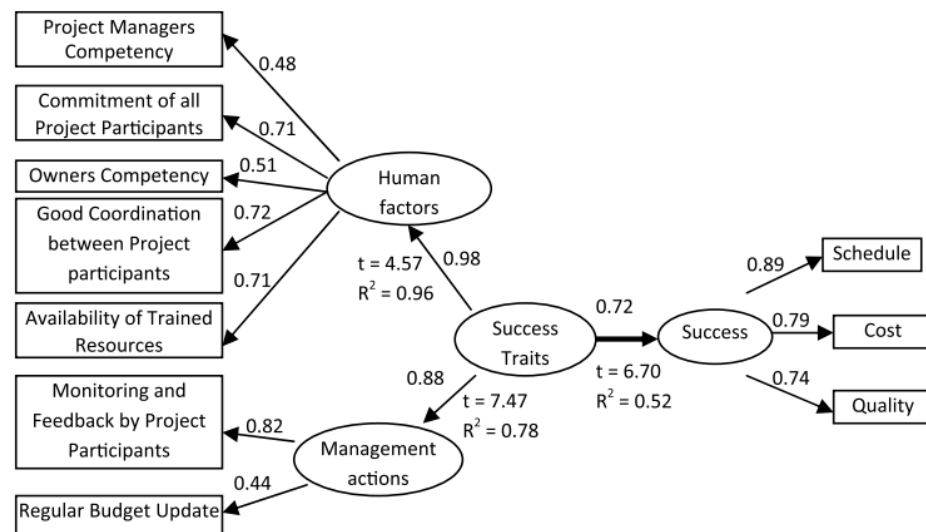 Project Managers
Competency
0.48
Commitment of all
Project Participants
0.71
Owners Competency
0.51
Good Coordination
between Project
participants
0.72
Availability of Trained
Resources
0.71
Human
factors
t = 4.57
R² = 0.96
0.98
Monitoring and
Feedback by Project
Participants
0.82
Regular Budget Update
0.44
Management
actions
0.88
t = 7.47
R² = 0.78
Success
Traits
0.72
t = 6.70
R² = 0.52
Success
0.89
Schedule
0.79
Cost
0.74
Quality